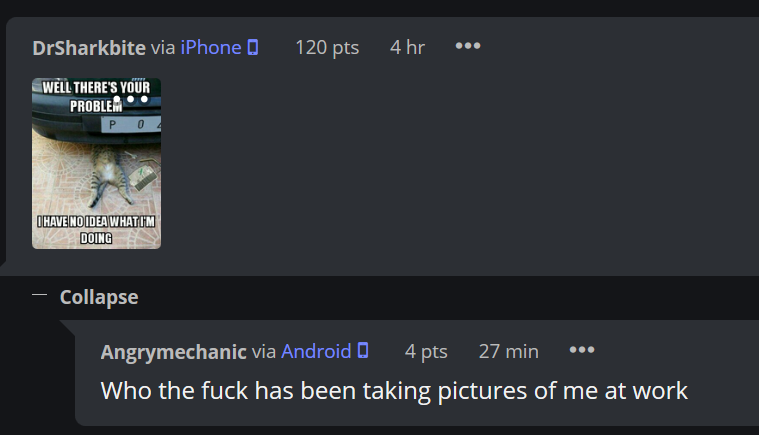 DrSharkbite via iPhone 120 pts 4 hr •••
WELL THERE'S YOUR
PROBLEM
P 0
I HAVE NO IDEA WHAT I'M
DOING
Collapse
Angrymechanic via Android 4 pts 27 min •••
Who the fuck has been taking pictures of me at work